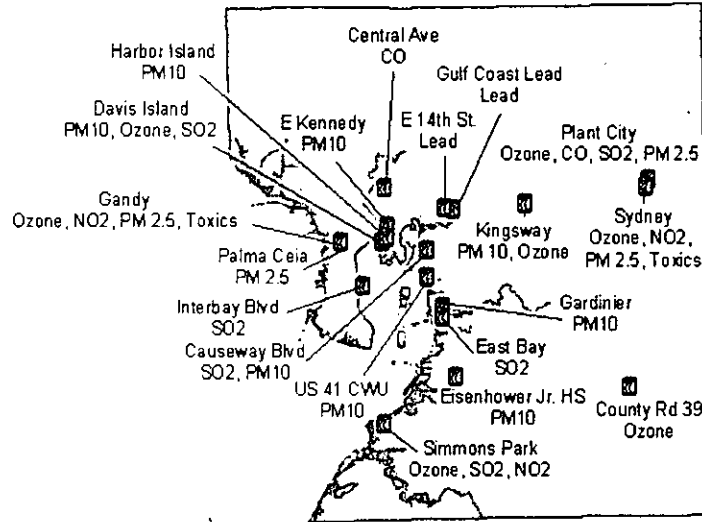 Central Ave
CO
Harbor Island
PM10
Gulf Coast Lead
Lead
Davis Island
PM10, Ozone, SO2
E Kennedy
PM10
E 14th St.
Lead
Plant City
Ozone, CO, SO2, PM 2.5
Gandy
Ozone, NO2, PM 2.5, Toxics
Kingsway
PM 10, Ozone
Sydney
Ozone, NO2,
PM 2.5, Toxics
Palma Ceia
PM 2.5
Interbay Blvd
SO2
Gardinier
PM10
Causeway Blvd
SO2, PM10
East Bay
SO2
US 41 CWU
PM10
Eisenhower Jr. HS
PM10
County Rd 39
Ozone
Simmons Park
Ozone, SO2, NO2